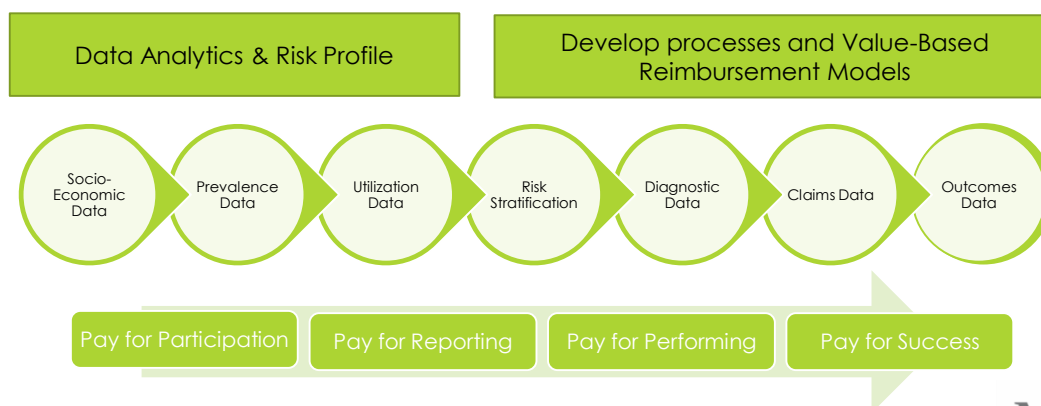 Data Analytics & Risk Profile
Develop processes and Value-Based
Reimbursement Models
Socio-
Economic
Data
Prevalence
Data
Utilization
Data
Risk
Stratification
Diagnostic
Data
Claims Data
Outcomes
Data
Pay for Participation
Pay for Reporting
Pay for Performing
Pay for Success